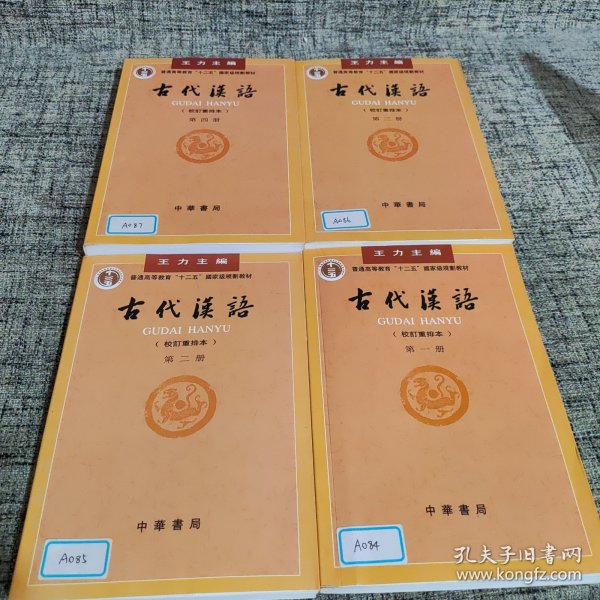 王力主編
普通高等教育“十二五”國家級規劃教材
古代漢語
GUDAI HANYU
(校訂重排本)
第四册
中華書局
A087
王力主編
普通高等教育“十二五”國家級規劃教材
古代漢語
GUDAI HANYU
(校訂重排本)
第三册
中華書局
A086
王力主編
普通高等教育“十二五”國家級規劃教材
古代漢語
GUDAI HANYU
(校訂重排本)
第二册
中華書局
A085
王力主編
十二五
普通高等教育“十二五”國家級規劃教材
古代漢語
GUDAI HANYU
(校訂重排本)
第一册
中華書局
A084
孔夫子旧书网
www.kongfz.com